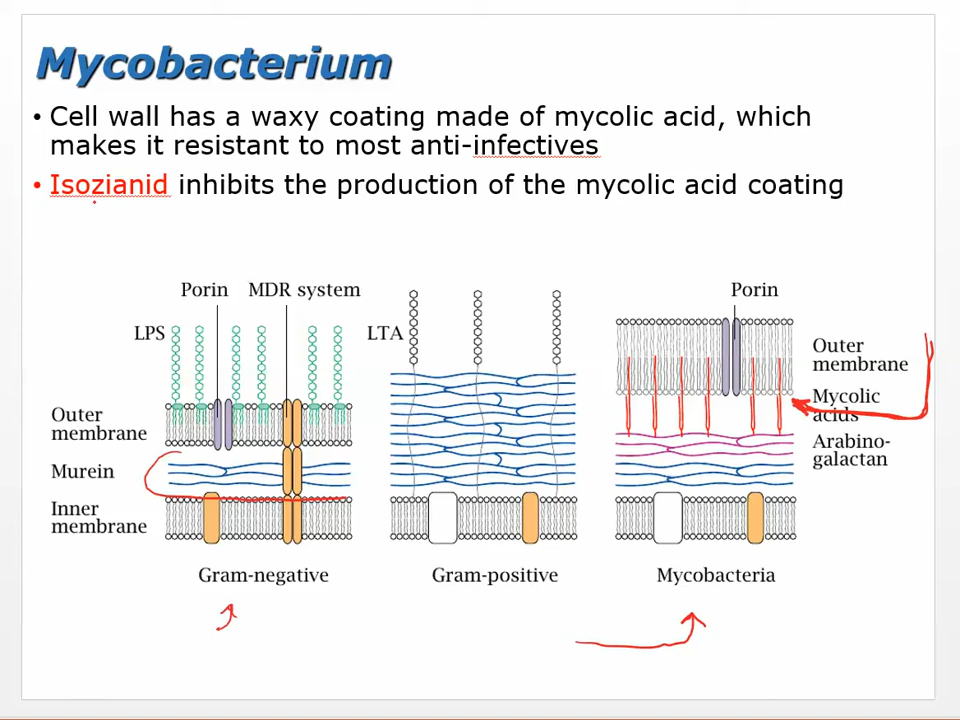 Mycobacterium
• Cell wall has a waxy coating made of mycolic acid, which
makes it resistant to most anti-infectives
• Isozianid inhibits the production of the mycolic acid coating
Porin
MDR system
LPS
Outer
membrane
Murein
Inner
membrane
Gram-negative
LTA
Gram-positive
Porin
Outer
membrane
Mycolic
acids
Arabino-
galactan
Mycobacteria